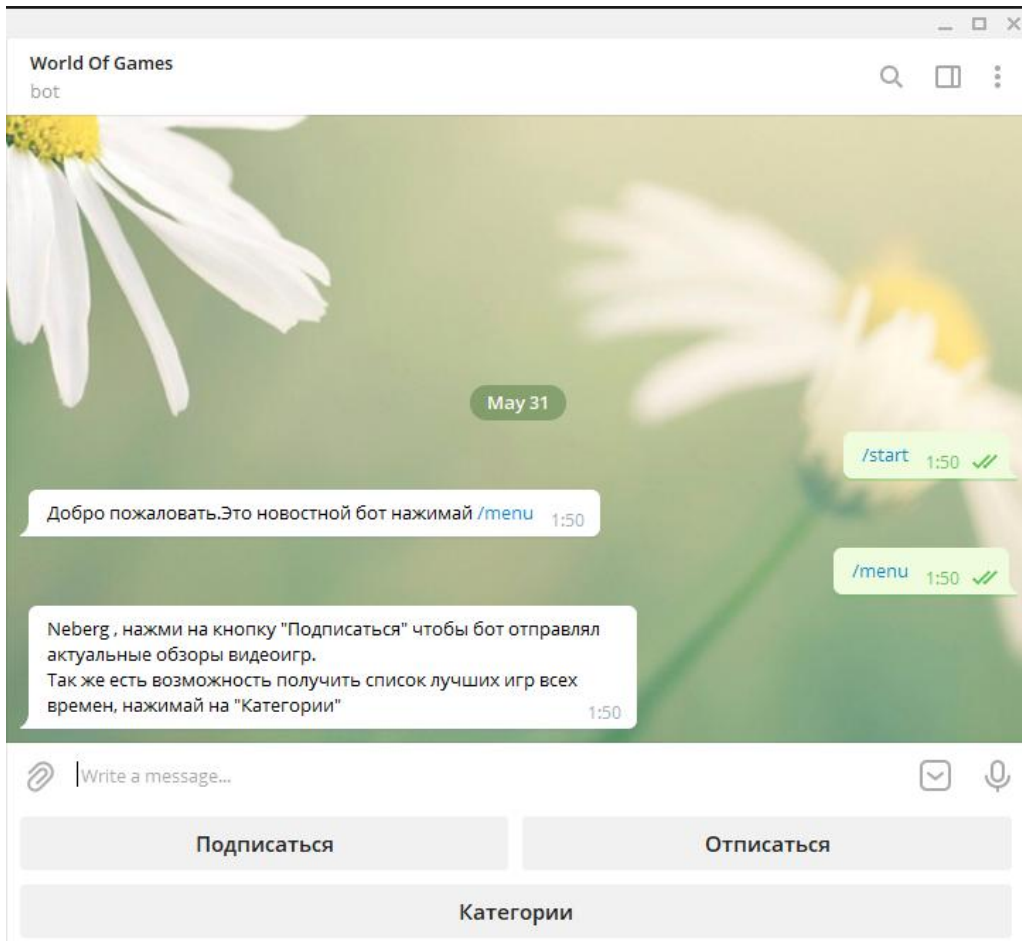 World Of Games
bot
May 31
/start 1:50
Добро пожаловать.Это новостной бот нажимай /menu 1:50
/menu 1:50
Neberg , нажми на кнопку "Подписаться" чтобы бот отправлял
актуальные обзоры видеоигр.
Так же есть возможность получить список лучших игр всех
времен, нажимай на "Категории" 1:50
Write a message...
Подписаться Отписаться
Категории